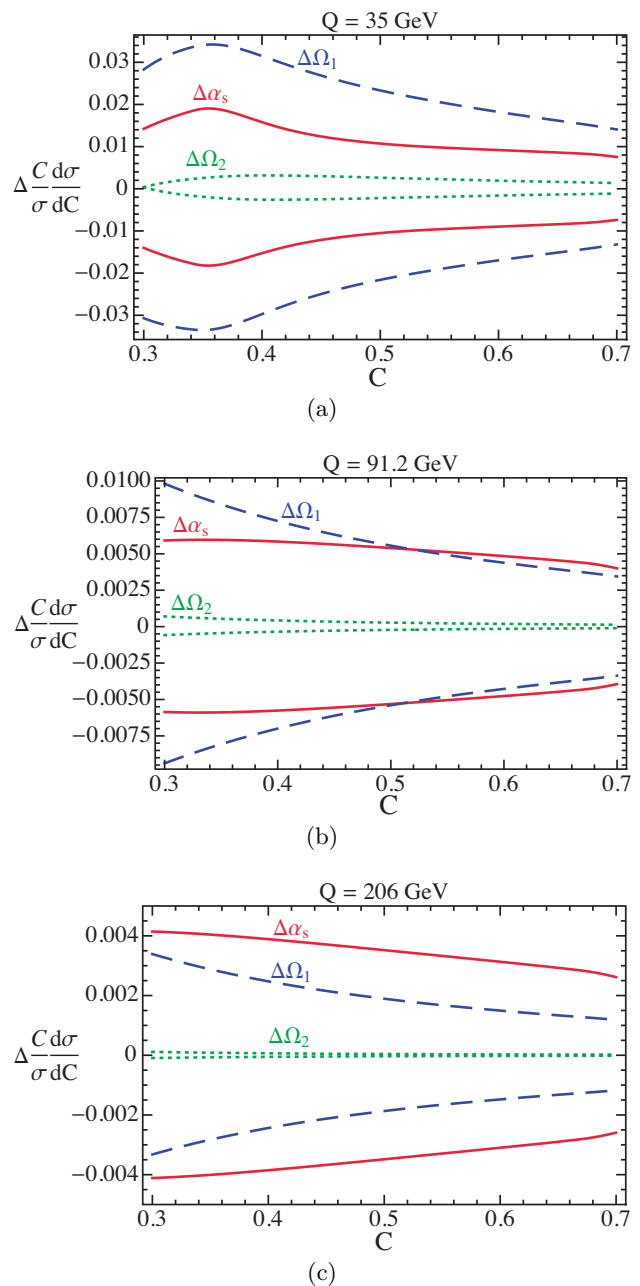 Q = 35 GeV
0.03
0.02
0.01
0
−0.01
−0.02
−0.03
Δ C/σ dσ/dC
ΔΩ₁
Δαₛ
ΔΩ₂
0.3 0.4 0.5 0.6 0.7
C
(a)
Q = 91.2 GeV
0.0100
0.0075
0.0050
0.0025
0
−0.0025
−0.0050
−0.0075
Δ C/σ dσ/dC
ΔΩ₁
Δαₛ
ΔΩ₂
0.3 0.4 0.5 0.6 0.7
C
(b)
Q = 206 GeV
0.004
0.002
0
−0.002
−0.004
Δ C/σ dσ/dC
Δαₛ
ΔΩ₁
ΔΩ₂
0.3 0.4 0.5 0.6 0.7
C
(c)